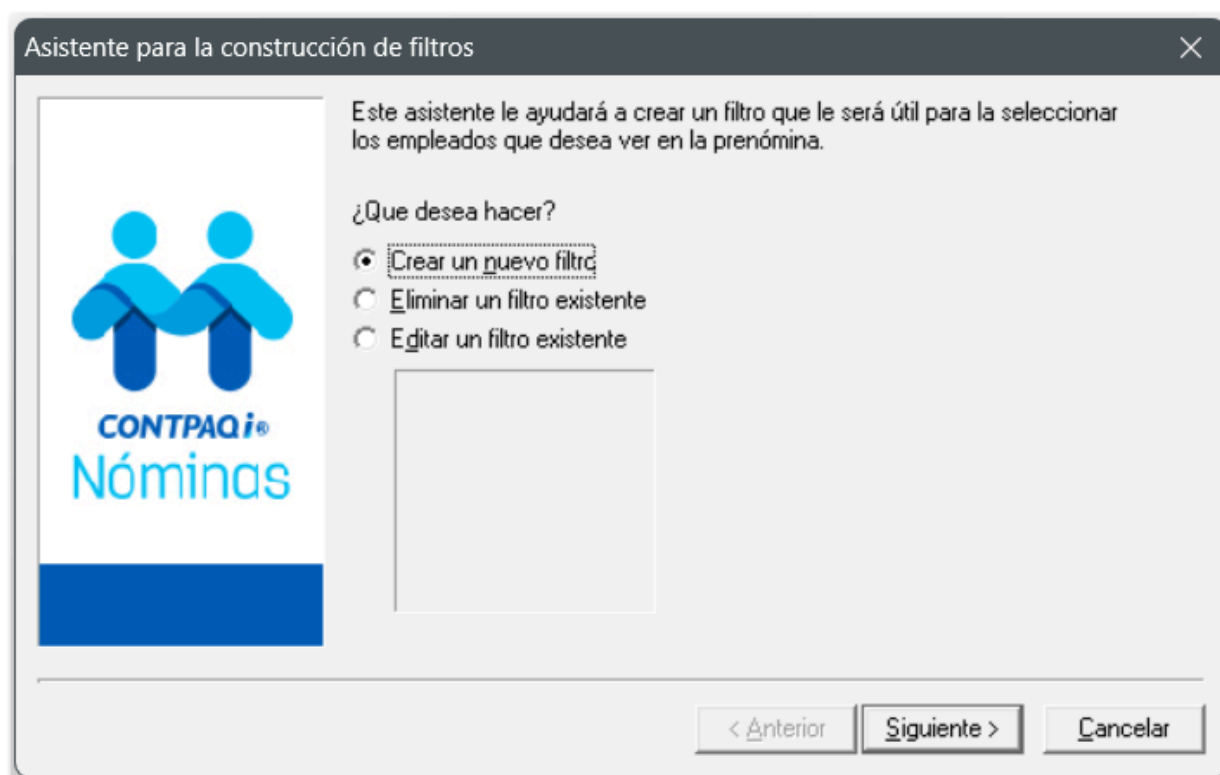 Asistente para la construcción de filtros
Este asistente le ayudará a crear un filtro que le será útil para la seleccionar
los empleados que desea ver en la prenómina.
¿Que desea hacer?
Crear un nuevo filtro
Eliminar un filtro existente
Editar un filtro existente
CONTPAQi®
Nóminas
< Anterior
Siguiente >
Cancelar